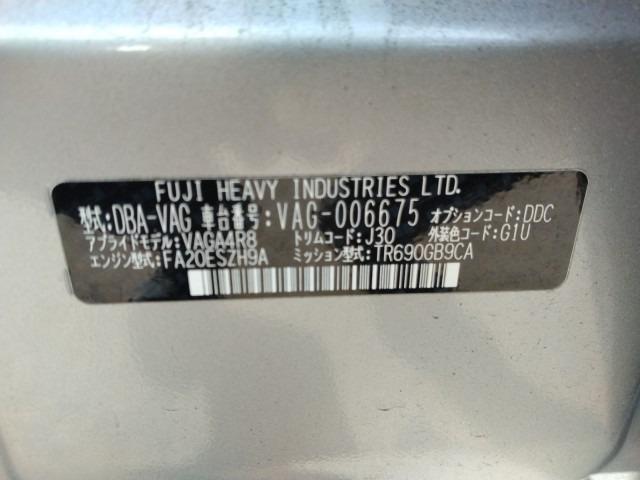 FUJI HEAVY INDUSTRIES LTD.
型式:DBA-VAG 車台番号:VAG-006675 オプションコード:DDC
アプライドモデル:VAGA4R8 トリムコード:J30 外装色コード:G1U
エンジン型式:FA20ESZH9A ミッション型式:TR690GB9CA